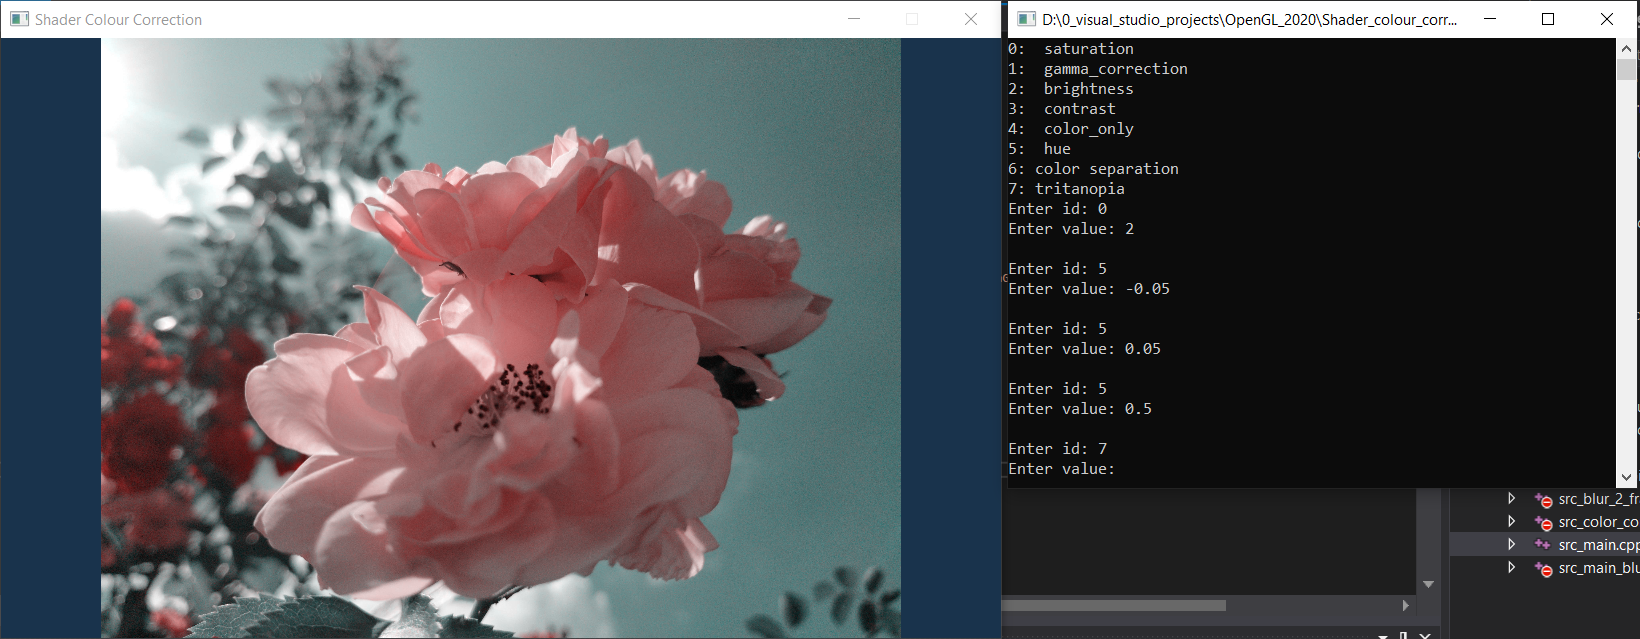 Shader Colour Correction
D:\0_visual_studio_projects\OpenGL_2020\Shader_colour_corr...
0:  saturation
1:  gamma_correction
2:  brightness
3:  contrast
4:  color_only
5:  hue
6: color separation
7: tritanopia
Enter id: 0
Enter value: 2
Enter id: 5
Enter value: -0.05
Enter id: 5
Enter value: 0.05
Enter id: 5
Enter value: 0.5
Enter id: 7
Enter value:
src_blur_2_fr
src_color_co
src_main.cpp
src_main_blu